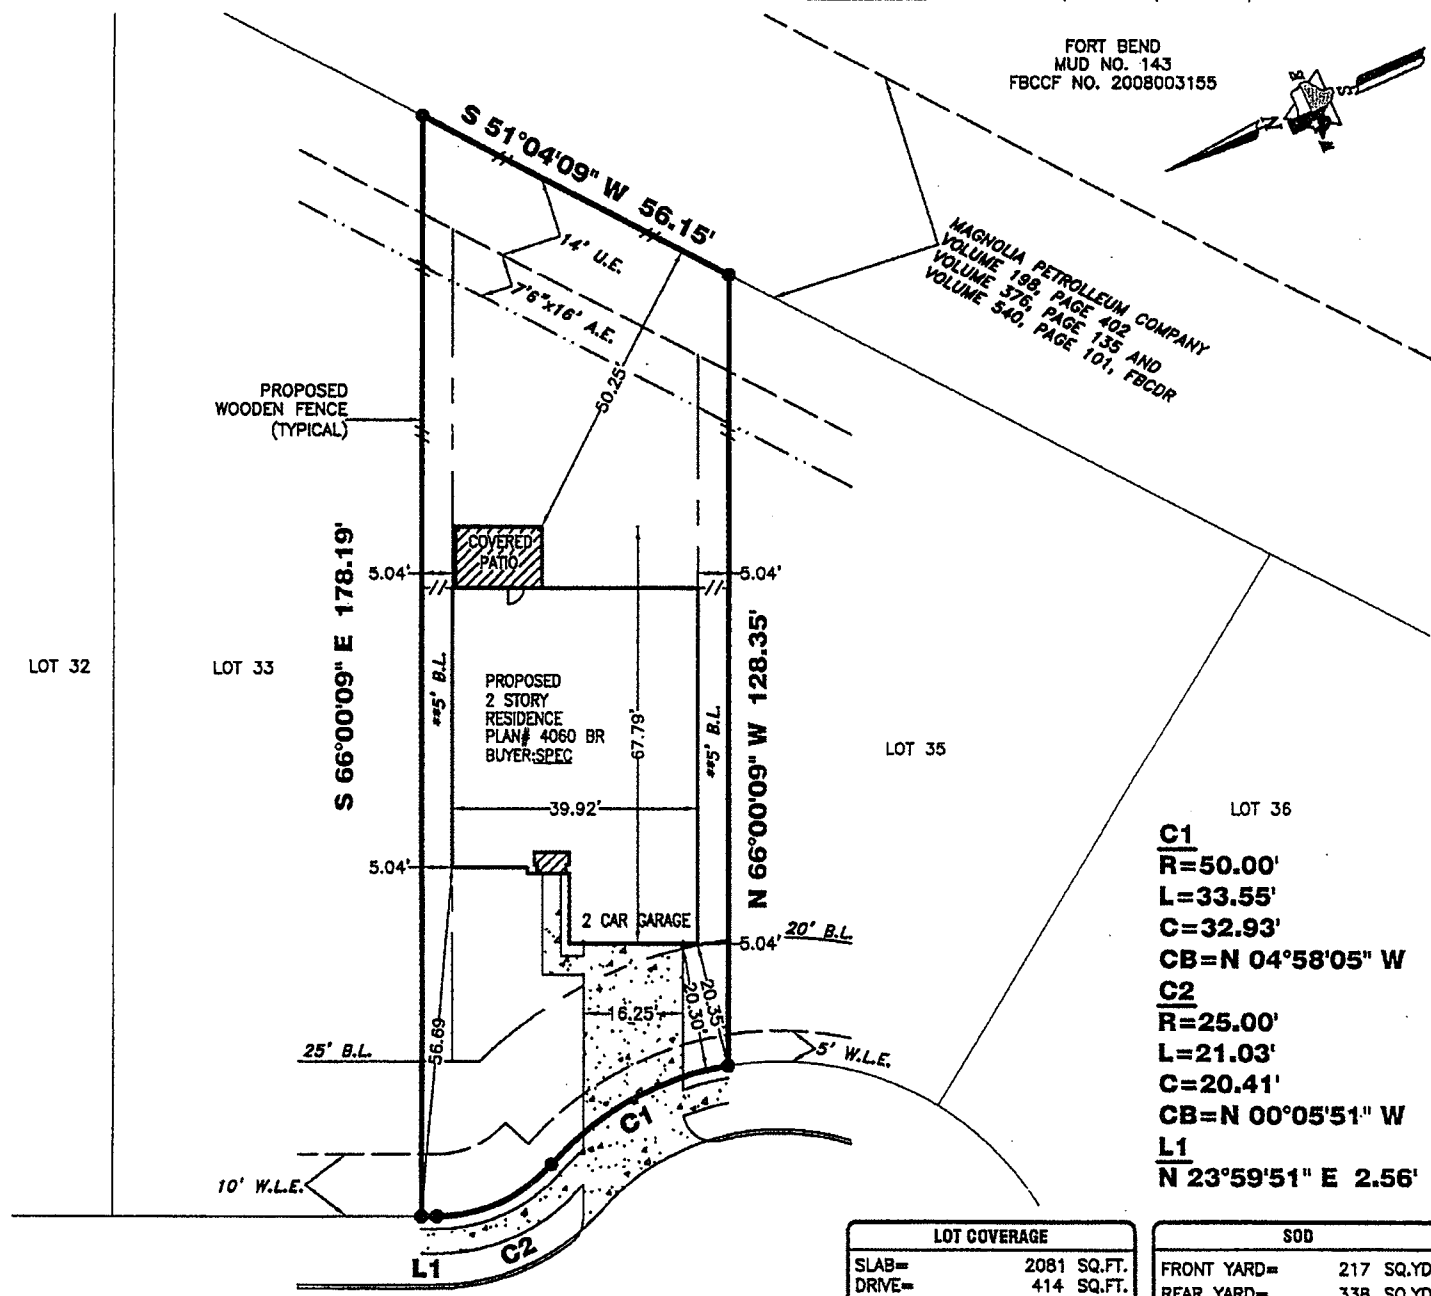 FORT BEND
MUD NO. 143
FBCCF NO. 2008003155
S 51°04'09" W 56.15'
14' U.E.
7'6"x16' A.E.
MAGNOLIA PETROLLEUM COMPANY
VOLUME 198, PAGE 402
VOLUME 376, PAGE 135 AND
VOLUME 540, PAGE 101, FBCDR
50.25'
PROPOSED
WOODEN FENCE
(TYPICAL)
COVERED
PATIO
5.04'
5.04'
S 66°00'09" E 178.19'
N 66°00'09" W 128.35'
LOT 32
LOT 33
**5' B.L.
PROPOSED
2 STORY
RESIDENCE
PLAN# 4060 BR
BUYER:SPEC
67.79'
**5' B.L.
LOT 35
39.92'
LOT 36
5.04'
2 CAR GARAGE
5.04'
20' B.L.
16.25'
20.30'
20.35'
56.69
25' B.L.
5' W.L.E.
10' W.L.E.
C1
C2
L1
C1
R=50.00'
L=33.55'
C=32.93'
CB=N 04°58'05" W
C2
R=25.00'
L=21.03'
C=20.41'
CB=N 00°05'51" W
L1
N 23°59'51" E 2.56'
LOT COVERAGE
SLAB= 2081 SQ.FT.
DRIVE= 414 SQ.FT.
SOD
FRONT YARD= 217 SQ.YD
REAR YARD= 338 SQ.YD